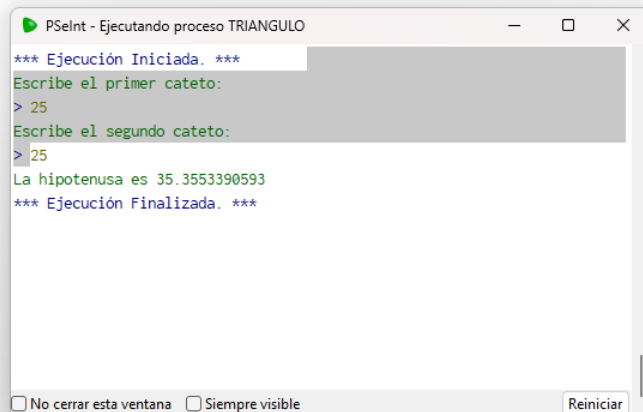 PSeInt - Ejecutando proceso TRIANGULO
*** Ejecución Iniciada. ***
Escribe el primer cateto:
> 25
Escribe el segundo cateto:
> 25
La hipotenusa es 35.3553390593
*** Ejecución Finalizada. ***
No cerrar esta ventana Siempre visible Reiniciar